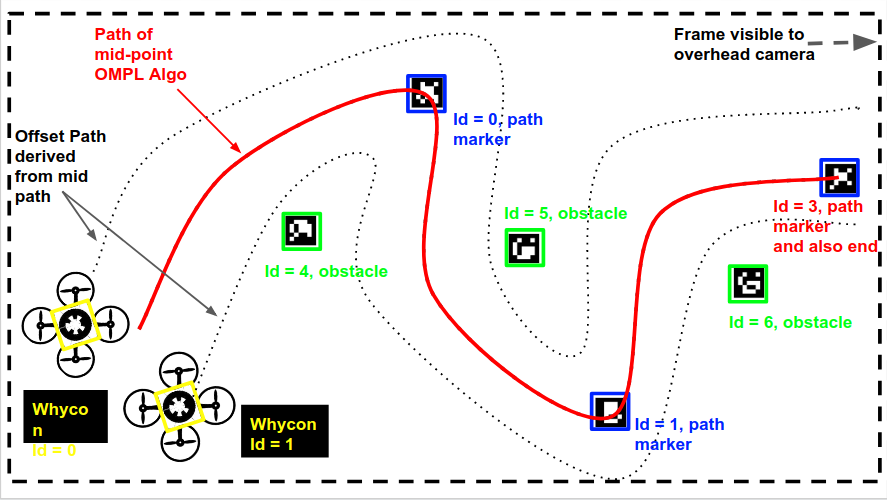 Path of
mid-point
OMPL Algo
Frame visible to
overhead camera
Id = 0, path
marker
Offset Path
derived
from mid
path
Id = 3, path
marker
and also end
Id = 5, obstacle
Id = 4, obstacle
Id = 6, obstacle
Whyco
n
Id = 0
Whycon
Id = 1
Id = 1, path
marker